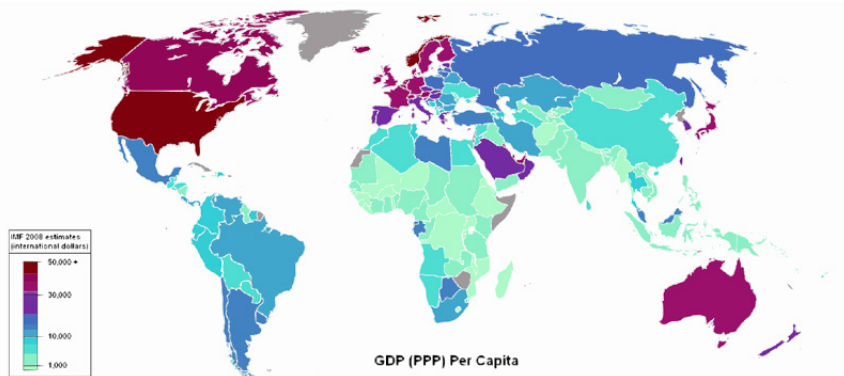 IMF 2008 estimates
(international dollars)
50,000 +
30,000
10,000
1,000
GDP (PPP) Per Capita